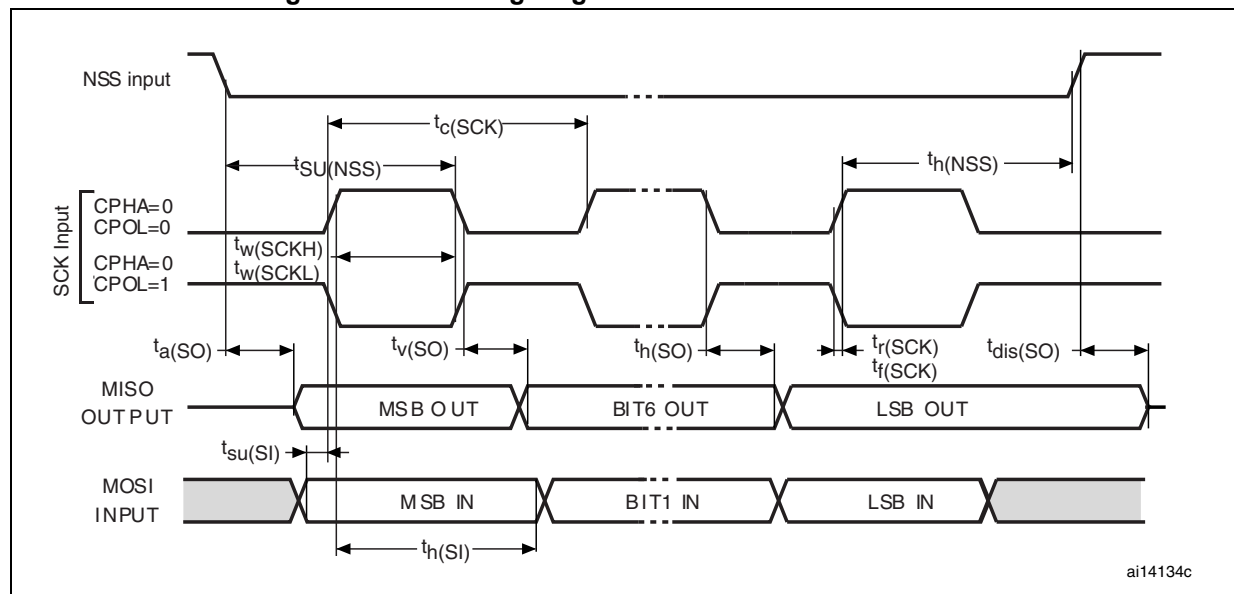 NSS input
tc(SCK)
tSU(NSS)
th(NSS)
SCK Input
CPHA=0
CPOL=0
tw(SCKH)
CPHA=0
tw(SCKL)
CPOL=1
ta(SO)
tv(SO)
th(SO)
tr(SCK)
tf(SCK)
tdis(SO)
MISO
OUTPUT
MSB OUT
BIT6 OUT
LSB OUT
tsu(SI)
MOSI
INPUT
MSB IN
BIT1 IN
LSB IN
th(SI)
ai14134c